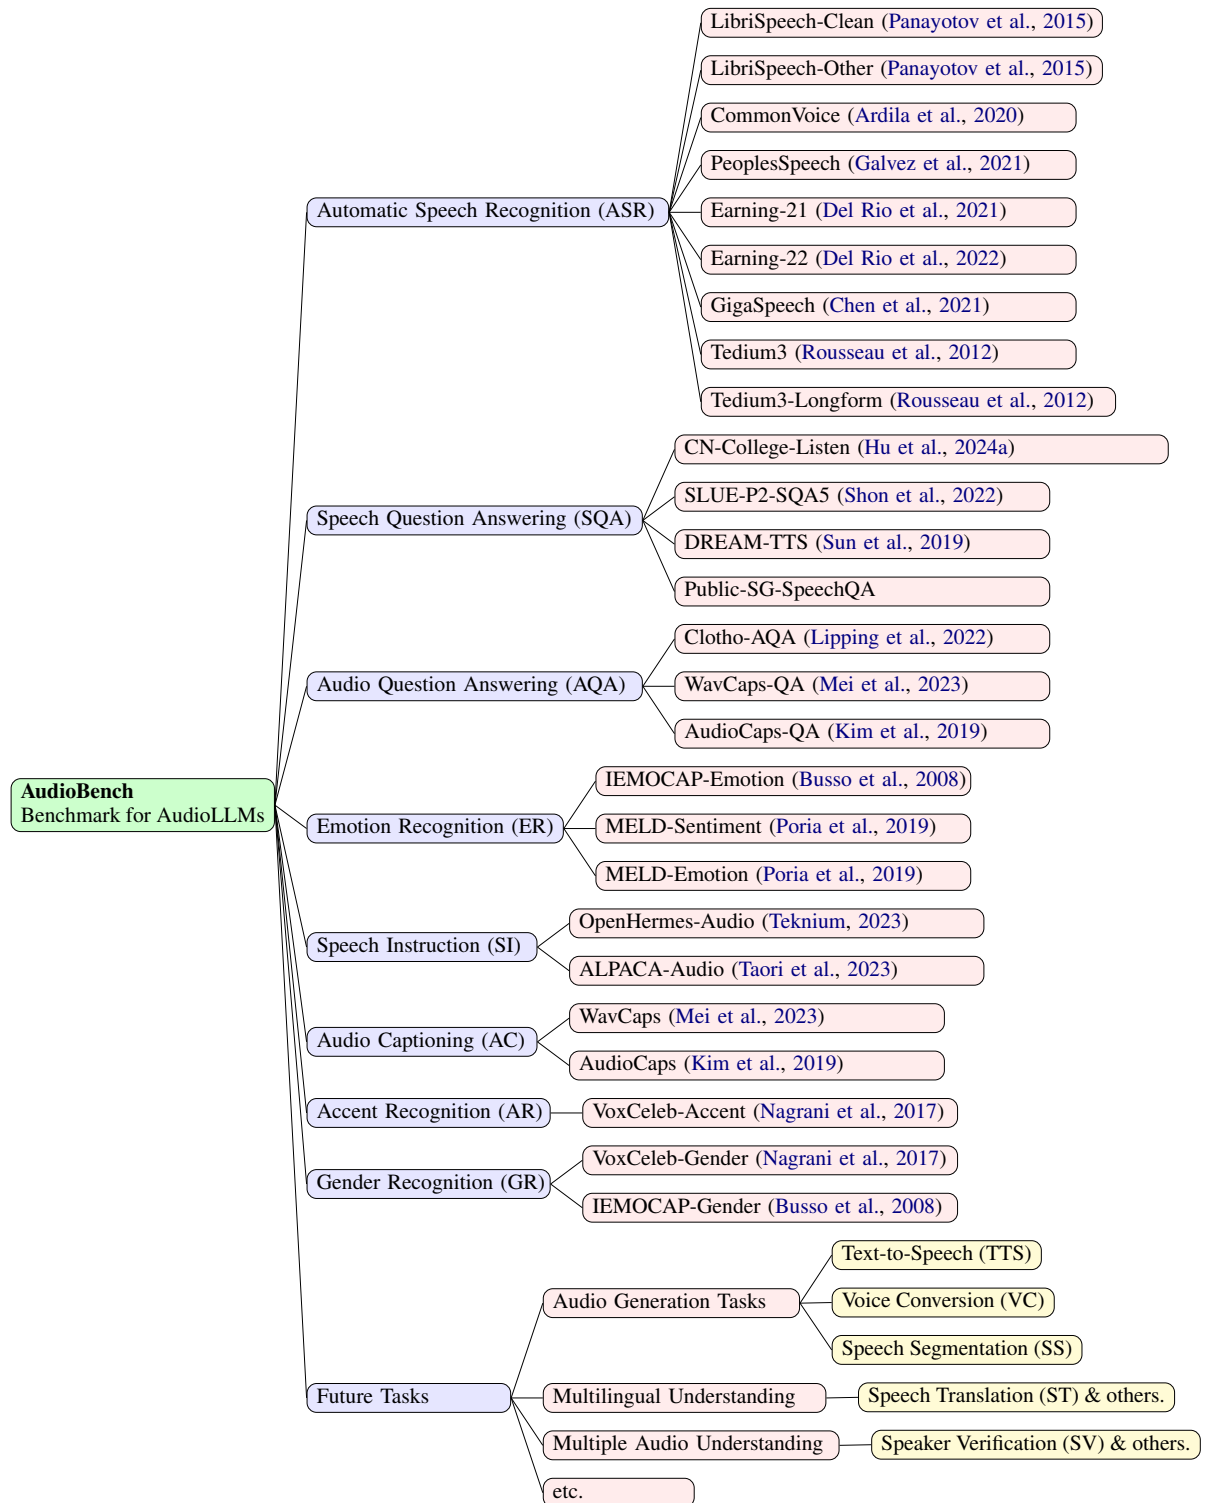 AudioBench
Benchmark for AudioLLMs
Automatic Speech Recognition (ASR)
LibriSpeech-Clean (Panayotov et al., 2015)
LibriSpeech-Other (Panayotov et al., 2015)
CommonVoice (Ardila et al., 2020)
PeoplesSpeech (Galvez et al., 2021)
Earning-21 (Del Rio et al., 2021)
Earning-22 (Del Rio et al., 2022)
GigaSpeech (Chen et al., 2021)
Tedium3 (Rousseau et al., 2012)
Tedium3-Longform (Rousseau et al., 2012)
Speech Question Answering (SQA)
CN-College-Listen (Hu et al., 2024a)
SLUE-P2-SQA5 (Shon et al., 2022)
DREAM-TTS (Sun et al., 2019)
Public-SG-SpeechQA
Audio Question Answering (AQA)
Clotho-AQA (Lipping et al., 2022)
WavCaps-QA (Mei et al., 2023)
AudioCaps-QA (Kim et al., 2019)
Emotion Recognition (ER)
IEMOCAP-Emotion (Busso et al., 2008)
MELD-Sentiment (Poria et al., 2019)
MELD-Emotion (Poria et al., 2019)
Speech Instruction (SI)
OpenHermes-Audio (Teknium, 2023)
ALPACA-Audio (Taori et al., 2023)
Audio Captioning (AC)
WavCaps (Mei et al., 2023)
AudioCaps (Kim et al., 2019)
Accent Recognition (AR)
VoxCeleb-Accent (Nagrani et al., 2017)
Gender Recognition (GR)
VoxCeleb-Gender (Nagrani et al., 2017)
IEMOCAP-Gender (Busso et al., 2008)
Future Tasks
Audio Generation Tasks
Text-to-Speech (TTS)
Voice Conversion (VC)
Speech Segmentation (SS)
Multilingual Understanding
Speech Translation (ST) & others.
Multiple Audio Understanding
Speaker Verification (SV) & others.
etc.